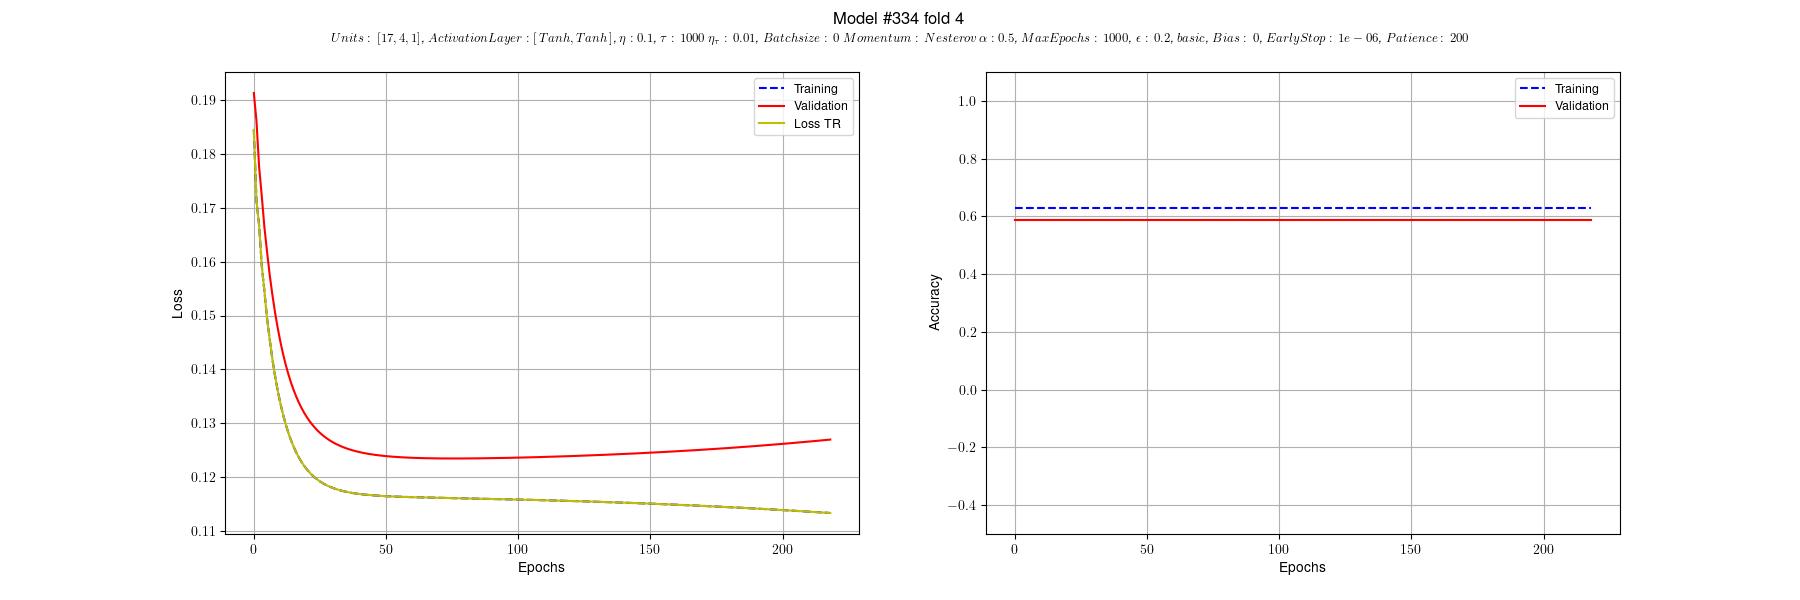 Model #334 fold 4
Units : [17, 4, 1], ActivationLayer : [Tanh, Tanh], η : 0.1, τ : 1000 ητ : 0.01, Batchsize : 0 Momentum : Nesterov α : 0.5, MaxEpochs : 1000, ϵ : 0.2, basic, Bias : 0, EarlyStop : 1e − 06, Patience : 200
0.19
0.18
0.17
0.16
0.15
0.14
0.13
0.12
0.11
Loss
0 50 100 150 200
Epochs
Training
Validation
Loss TR
1.0
0.8
0.6
0.4
0.2
0.0
−0.2
−0.4
Accuracy
0 50 100 150 200
Epochs
Training
Validation